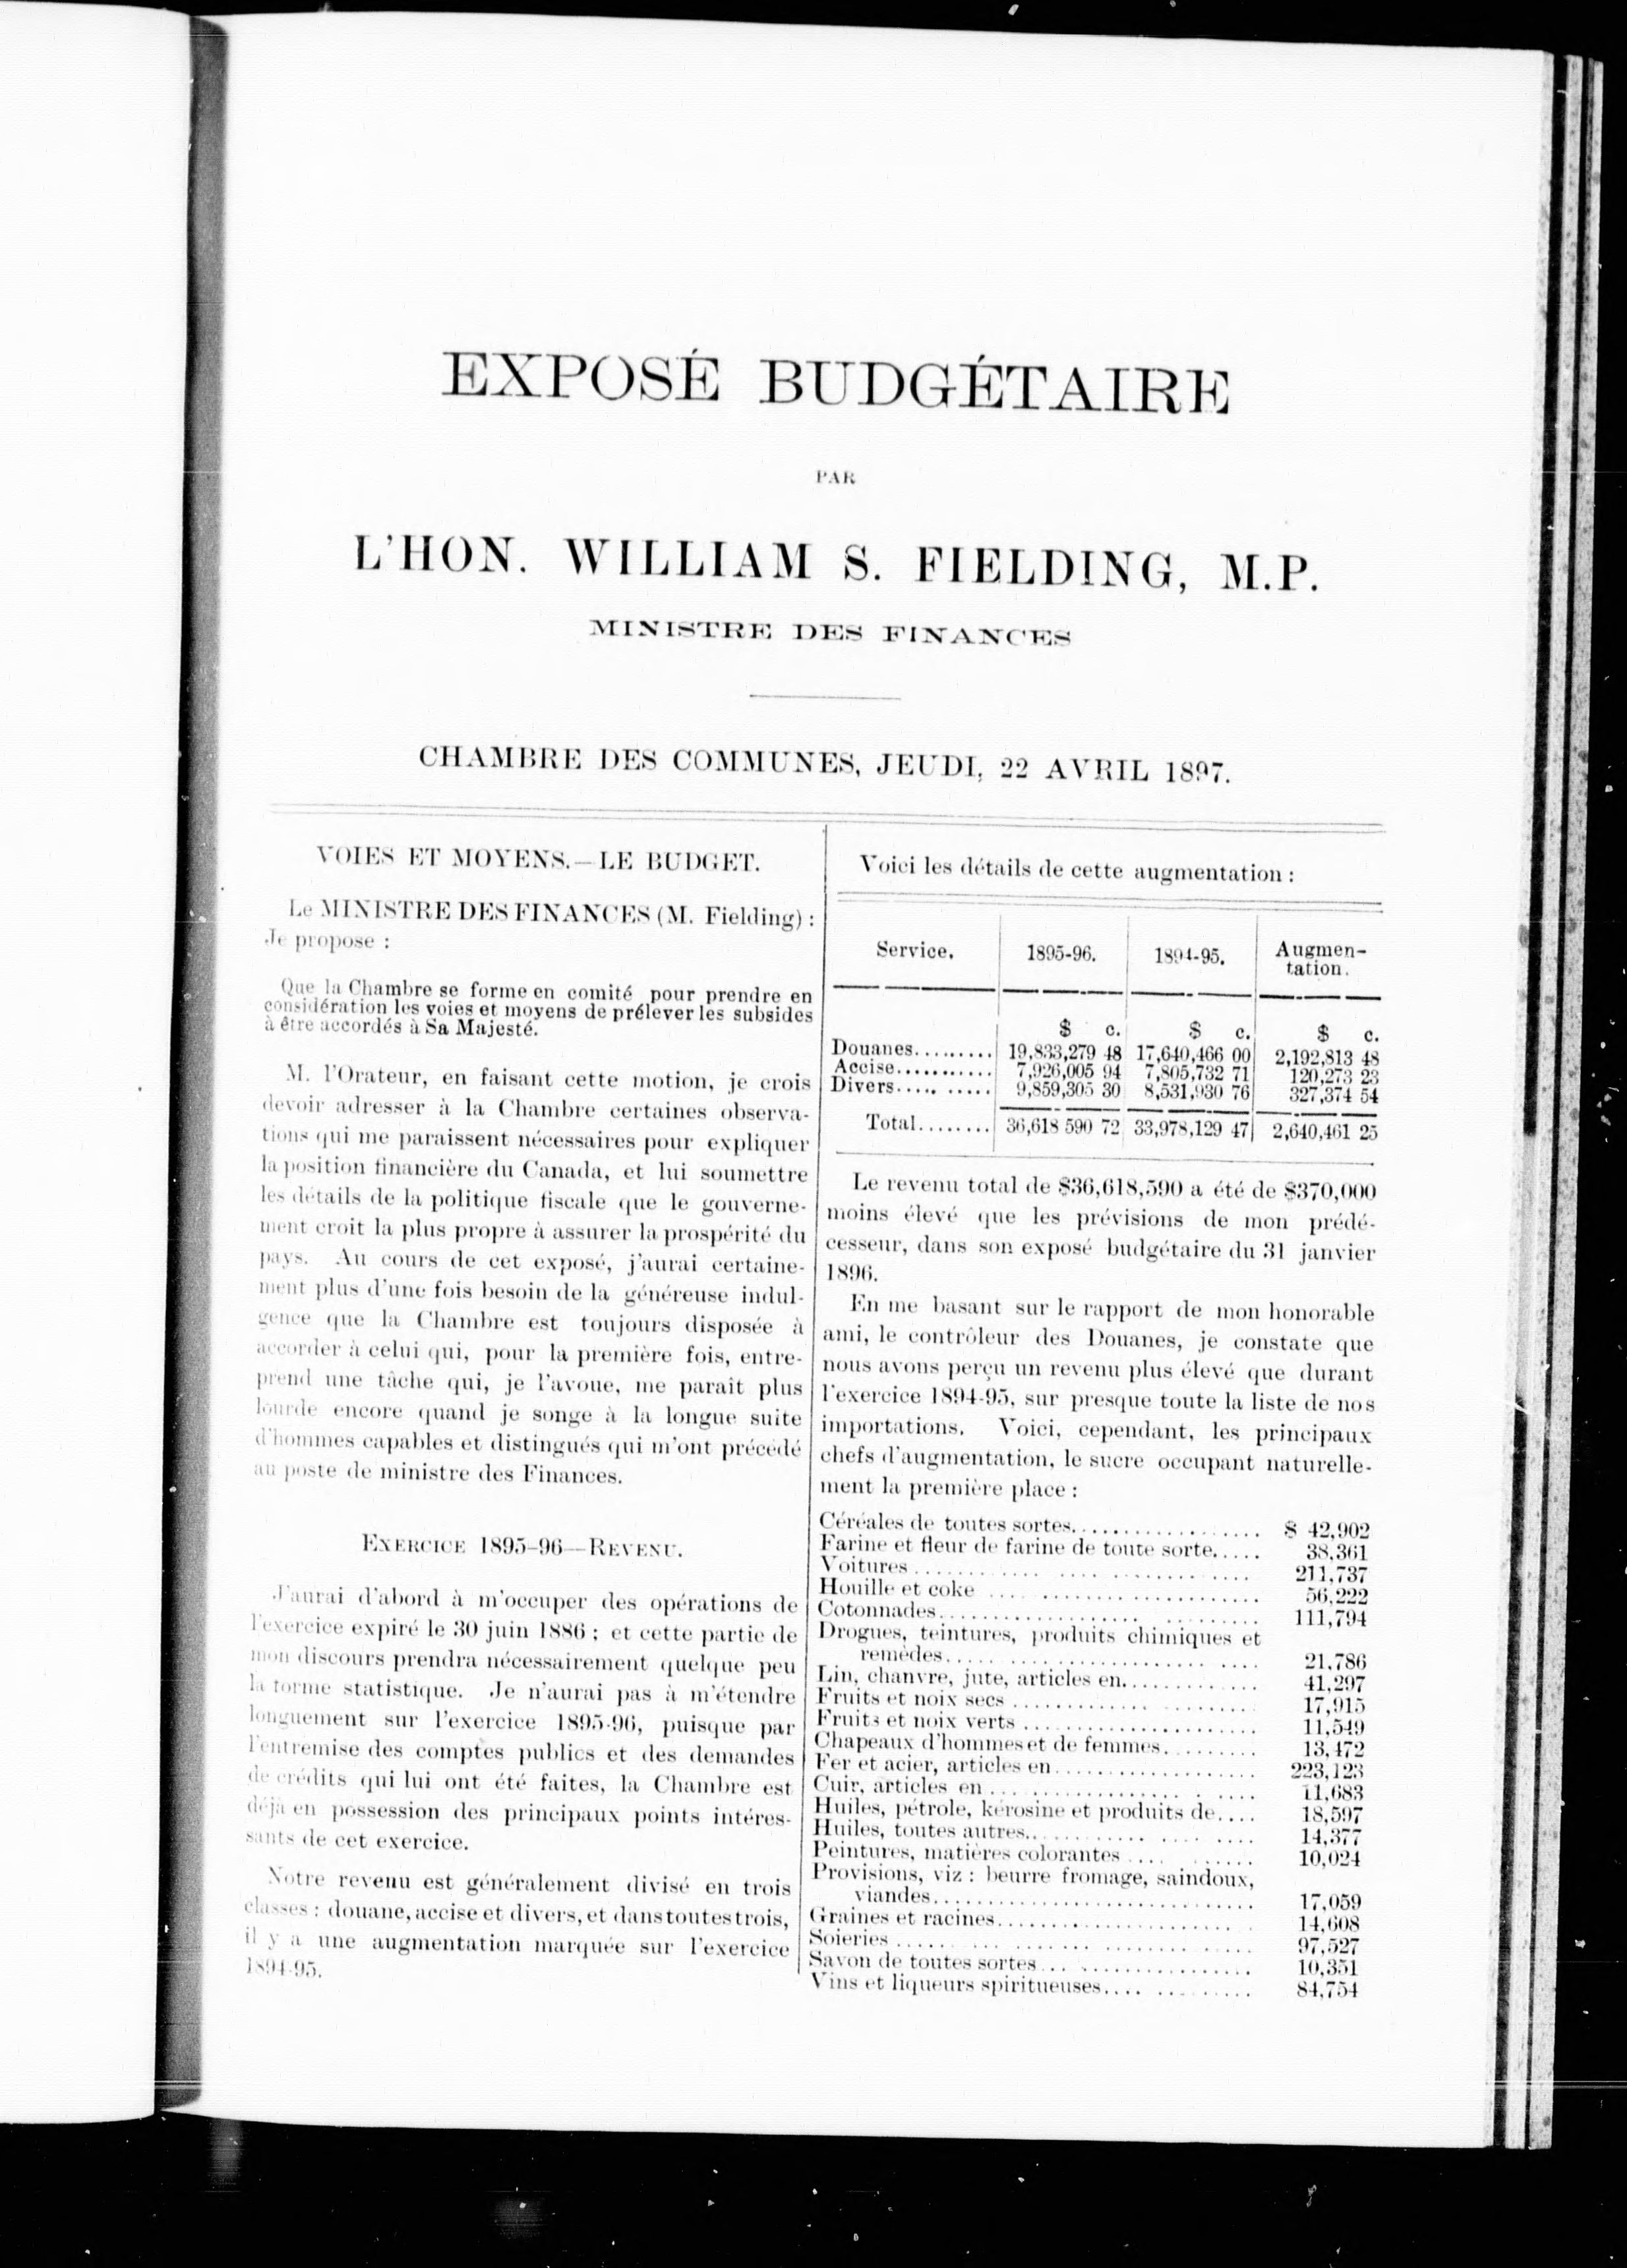 EXPOSÉ BUDGÉTAIRE
PAR
L'HON. WILLIAM S. FIELDING, M.P.
MINISTRE DES FINANCES
CHAMBRE DES COMMUNES, JEUDI, 22 AVRIL 1897.
VOIES ET MOYENS.—LE BUDGET.
Le MINISTRE DES FINANCES (M. Fielding) :
Je propose :
Que la Chambre se forme en comité pour prendre en
considération les voies et moyens de prélever les subsides
à être accordés à Sa Majesté.
M. l'Orateur, en faisant cette motion, je crois
devoir adresser à la Chambre certaines observa-
tions qui me paraissent nécessaires pour expliquer
la position financière du Canada, et lui soumettre
les détails de la politique fiscale que le gouverne-
ment croit la plus propre à assurer la prospérité du
pays. Au cours de cet exposé, j'aurai certaine-
ment plus d'une fois besoin de la généreuse indul-
gence que la Chambre est toujours disposée à
accorder à celui qui, pour la première fois, entre-
prend une tâche qui, je l'avoue, me paraît plus
lourde encore quand je songe à la longue suite
d'hommes capables et distingués qui m'ont précédé
au poste de ministre des Finances.
EXERCICE 1895-96—REVENU.
J'aurai d'abord à m'occuper des opérations de
l'exercice expiré le 30 juin 1886 ; et cette partie de
mon discours prendra nécessairement quelque peu
la forme statistique. Je n'aurai pas à m'étendre
longuement sur l'exercice 1895-96, puisque par
l'entremise des comptes publics et des demandes
de crédits qui lui ont été faites, la Chambre est
déjà en possession des principaux points intéres-
sants de cet exercice.
Notre revenu est généralement divisé en trois
classes : douane, accise et divers, et dans toutes trois,
il y a une augmentation marquée sur l'exercice
1894-95.
Voici les détails de cette augmentation :
Service. 1895-96. 1894-95. Augmen-
tation.
$ c. $ c. $ c.
Douanes......... 19,833,279 48 17,640,466 00 2,192,813 48
Accise........... 7,926,005 94 7,805,732 71 120,273 23
Divers.... ..... 9,859,305 30 8,531,930 76 327,374 54
Total........ 36,618 590 72 33,978,129 47 2,640,461 25
Le revenu total de $36,618,590 a été de $370,000
moins élevé que les prévisions de mon prédé-
cesseur, dans son exposé budgétaire du 31 janvier
1896.
En me basant sur le rapport de mon honorable
ami, le contrôleur des Douanes, je constate que
nous avons perçu un revenu plus élevé que durant
l'exercice 1894-95, sur presque toute la liste de nos
importations. Voici, cependant, les principaux
chefs d'augmentation, le sucre occupant naturelle-
ment la première place :
Céréales de toutes sortes.................. $ 42,902
Farine et fleur de farine de toute sorte..... 38,361
Voitures.............................. 211,737
Houille et coke ........................ 56,222
Cotonnades............................ 111,794
Drogues, teintures, produits chimiques et
remèdes............................ 21,786
Lin, chanvre, jute, articles en............. 41,297
Fruits et noix secs ...................... 17,915
Fruits et noix verts ..................... 11,549
Chapeaux d'hommes et de femmes......... 13,472
Fer et acier, articles en.................. 223,123
Cuir, articles en........................ 11,683
Huiles, pétrole, kérosine et produits de.... 18,597
Huiles, toutes autres.................... 14,377
Peintures, matières colorantes ............ 10,024
Provisions, viz : beurre fromage, saindoux,
viandes............................ 17,059
Graines et racines....................... 14,608
Soieries ............................... 97,527
Savon de toutes sortes................... 10,351
Vins et liqueurs spiritueuses.............. 84,754